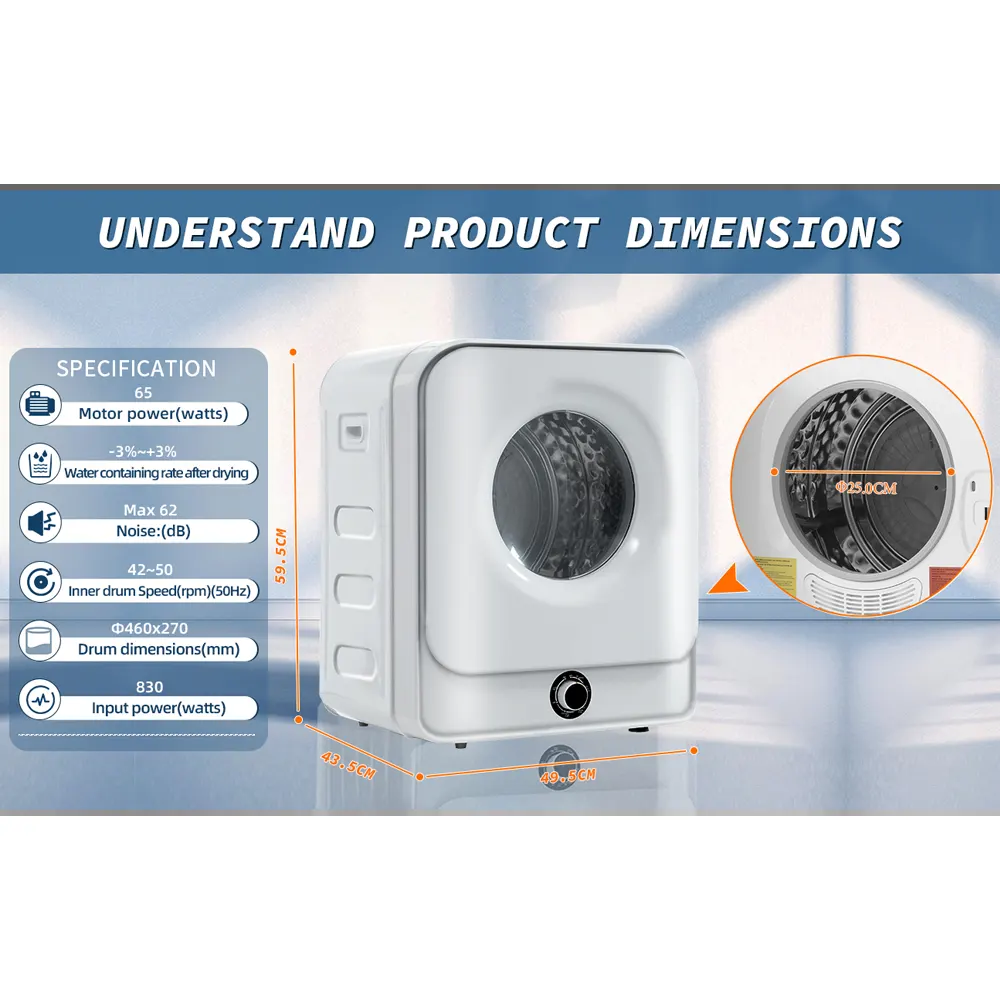 UNDERSTAND PRODUCT DIMENSIONS
SPECIFICATION
65
Motor power(watts)
-3%~+3%
Water containing rate after drying
Max 62
Noise:(dB)
42~50
Inner drum Speed(rpm)(50Hz)
Φ460x270
Drum dimensions(mm)
830
Input power(watts)
59.5CM
43.5CM
49.5CM
Φ25.0CM